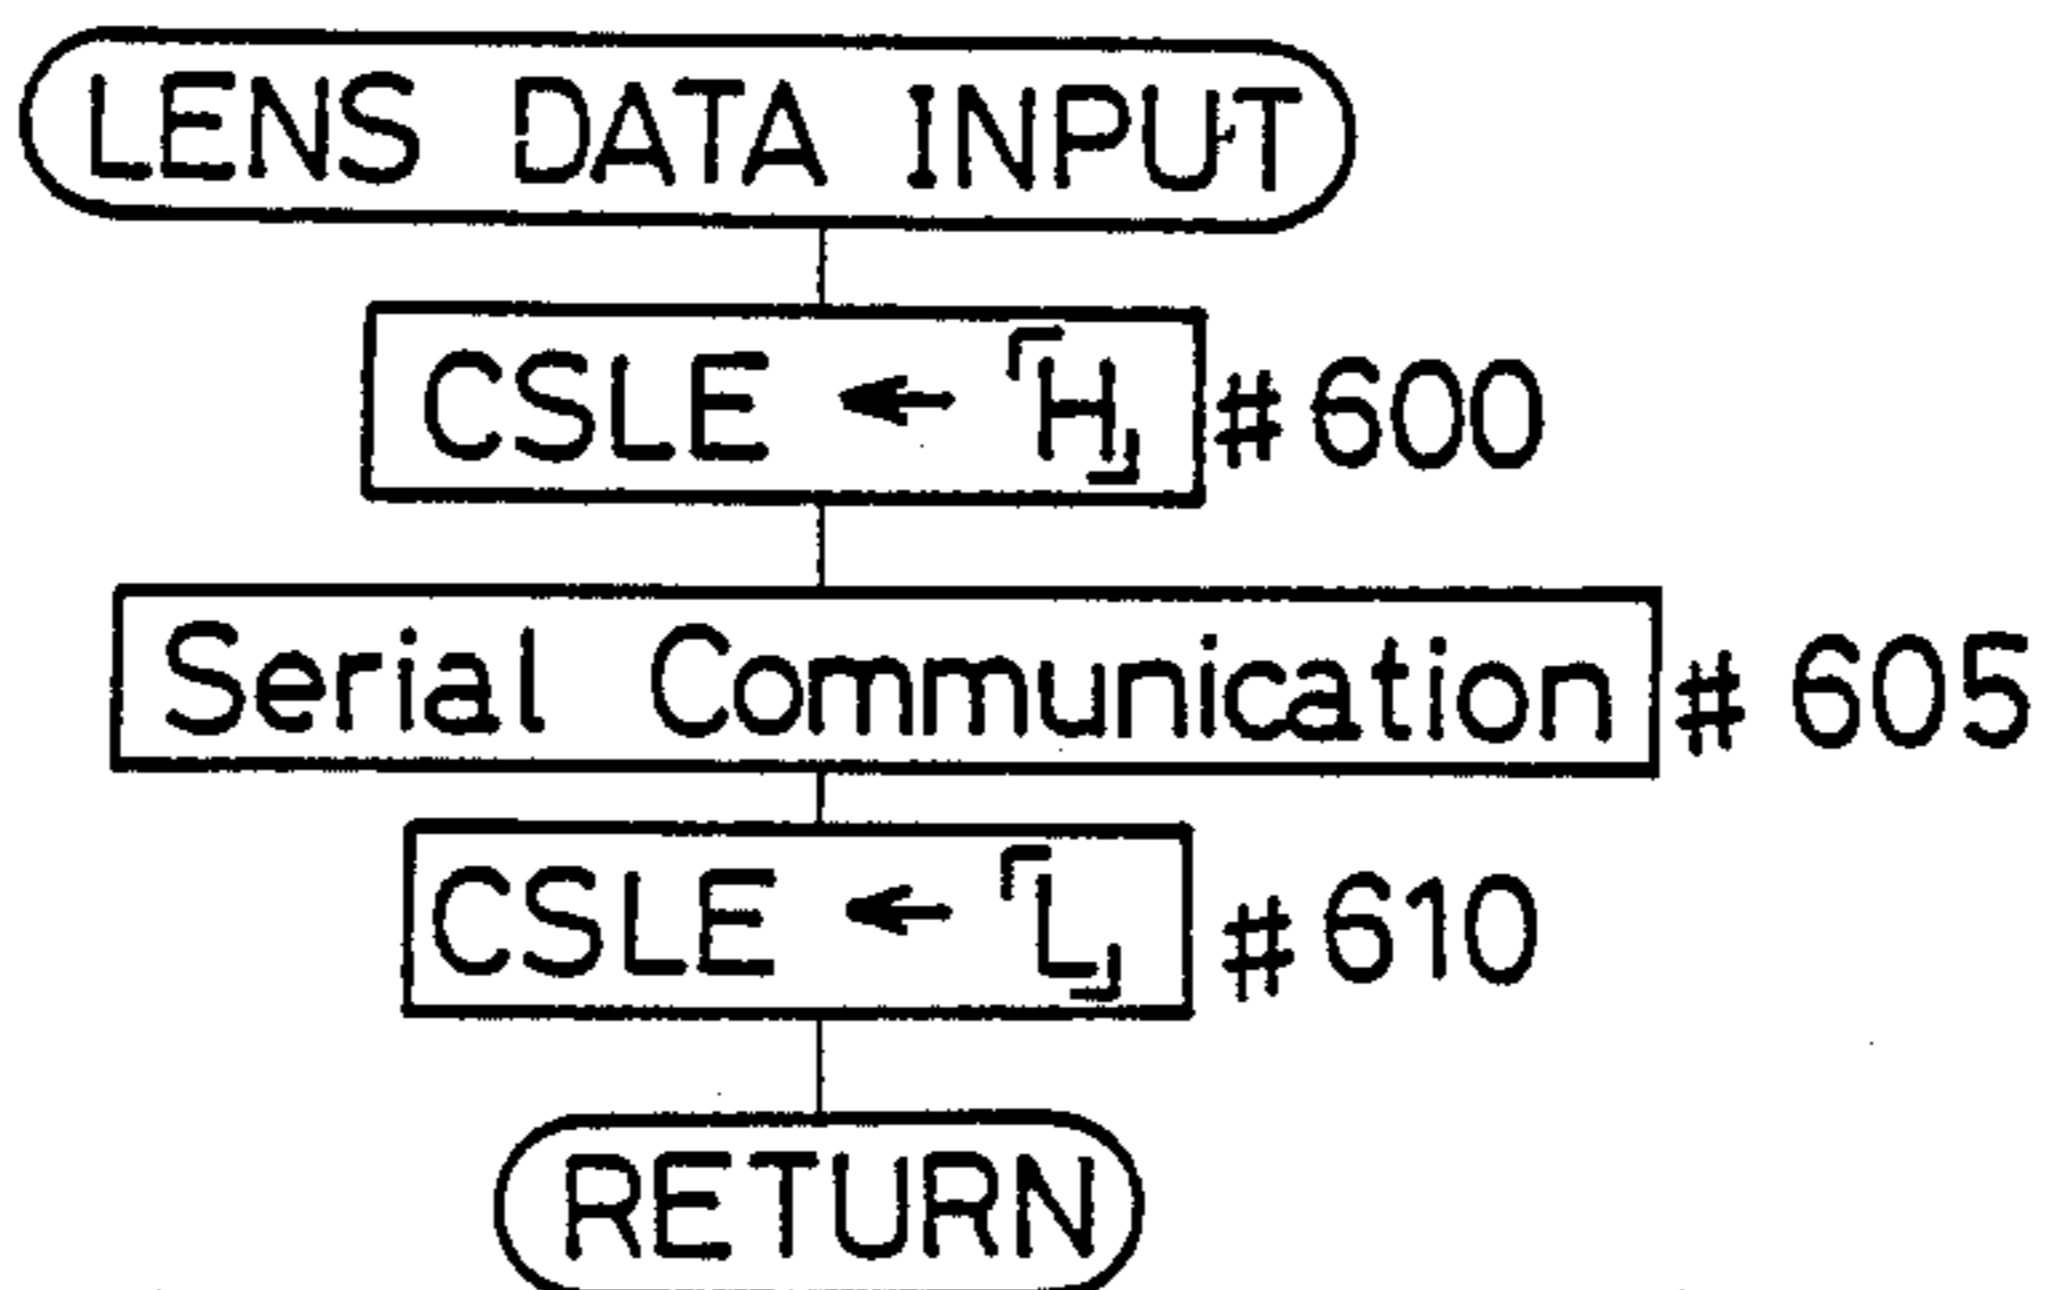 LENS DATA INPUT
CSLE ← 「H」 #600
Serial Communication # 605
CSLE ← 「L」 #610
RETURN